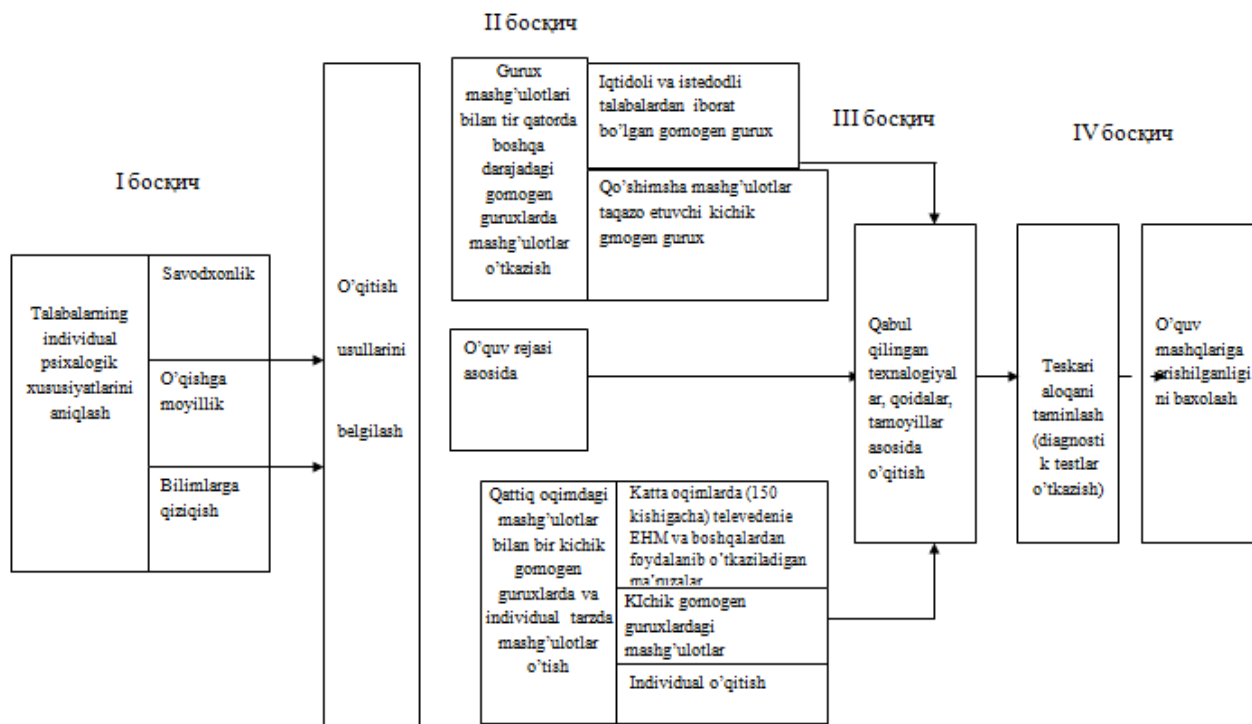 II босқич
III босқич
IV босқич
I босқич
Talabalarning
individual
psixalogik
xususiyatlarini
aniqlash
Savodxonlik
O’qishga
moyillik
Bilimlarga
qiziqish
O’qitish
usullarini
belgilash
Gurux
mashg’ulotlari
bilan tir qatorda
boshqa
darajadagi
gomogen
guruxlarda
mashg’ulotlar
o’tkazish
Iqtidoli va istedodli
talabalardan iborat
bo’lgan gomogen gurux
Qo’shimsha mashg’ulotlar
taqazo etuvchi kichik
gmogen gurux
O’quv rejasi
asosida
Qattiq oqimdagi
mashg’ulotlar
bilan bir kichik
gomogen
guruxlarda va
individual tarzda
mashg’ulotlar
o’tish
Katta oqimlarda (150
kishigacha) televedenie
EHM va boshqalardan
foydalanib o’tkaziladigan
ma’ruzalar
KIchik gomogen
guruxlardagi
mashg’ulotlar
Individual o’qitish
Qabul
qilingan
texnalogiyal
ar, qoidalar,
tamoyillar
asosida
o’qitish
Teskari
aloqani
taminlash
(diagnosti
k testlar
o’tkazish)
O’quv
mashqlariga
erishilganligi
ni baxolash